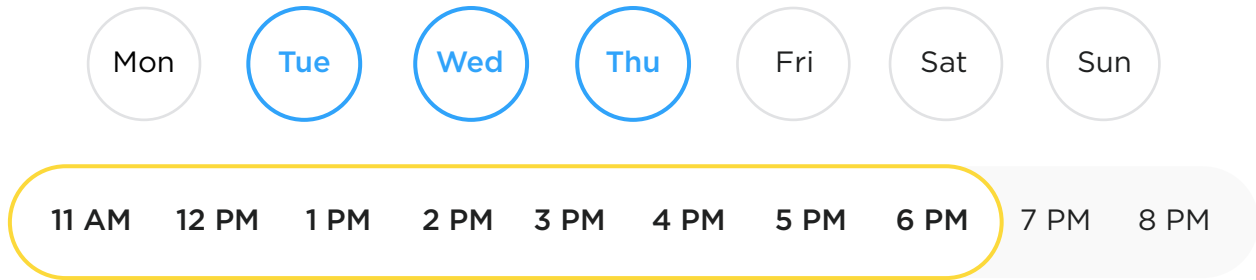 Mon Tue Wed Thu Fri Sat Sun
11 AM 12 PM 1 PM 2 PM 3 PM 4 PM 5 PM 6 PM 7 PM 8 PM